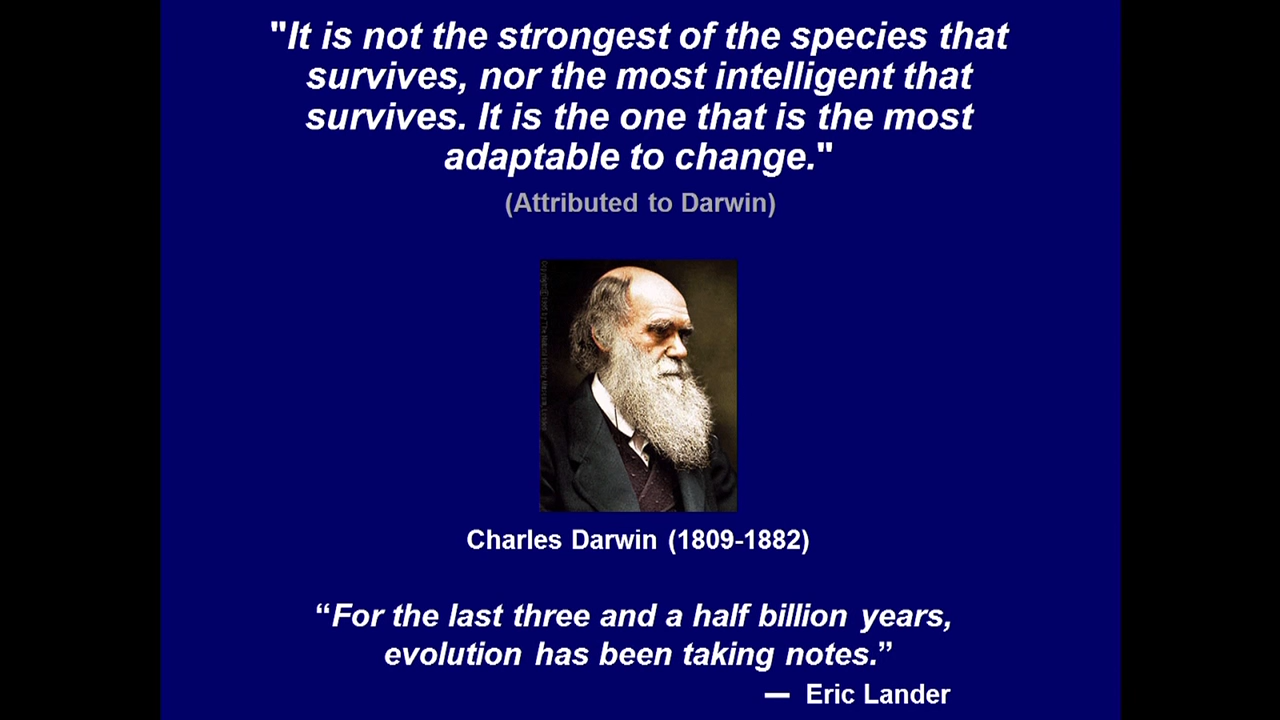 "It is not the strongest of the species that
survives, nor the most intelligent that
survives. It is the one that is the most
adaptable to change."
(Attributed to Darwin)
Charles Darwin (1809-1882)
“For the last three and a half billion years,
evolution has been taking notes.”
— Eric Lander